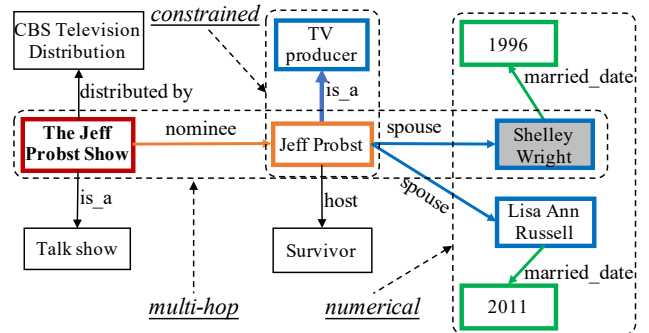 CBS Television
Distribution
constrained
TV
producer
1996
distributed by
is_a
married_date
The Jeff
Probst Show
nominee
Jeff Probst
spouse
Shelley
Wright
is_a
host
spouse
Lisa Ann
Russell
Talk show
Survivor
married_date
multi-hop
numerical
2011